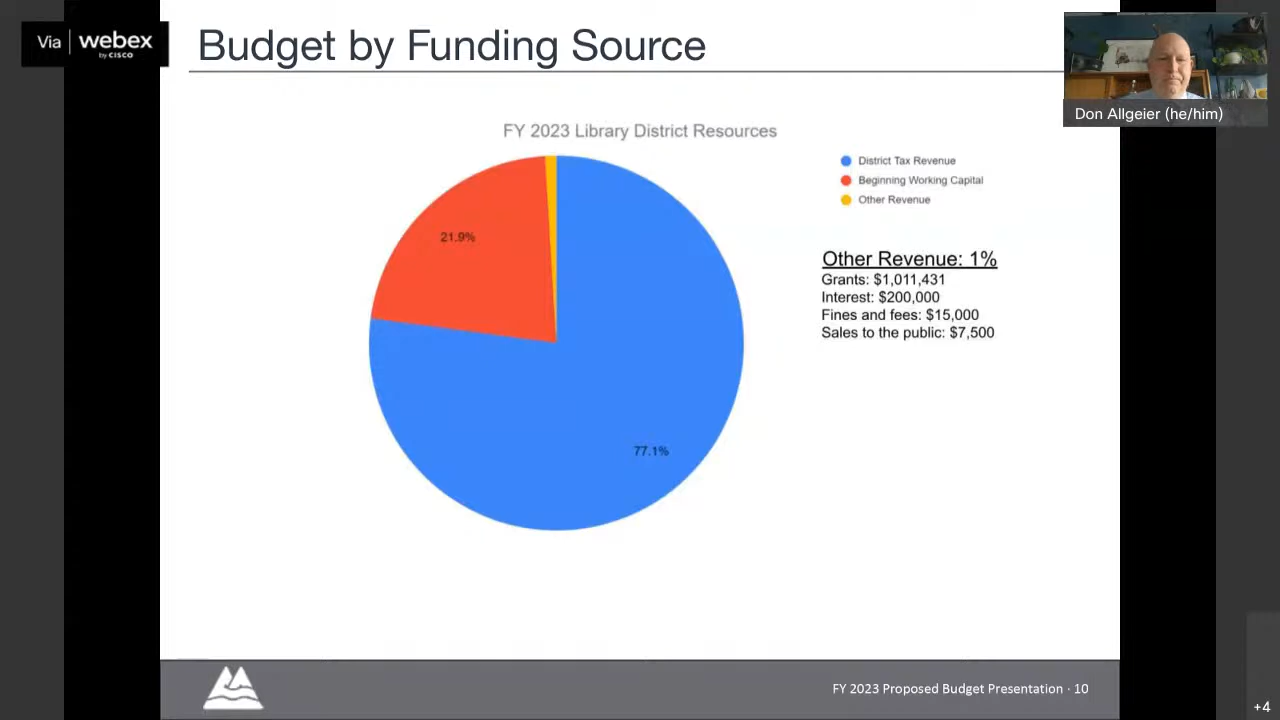 Via webex
by CISCO
Budget by Funding Source
Don Allgeier (he/him)
FY 2023 Library District Resources
District Tax Revenue
Beginning Working Capital
Other Revenue
21.9%
77.1%
Other Revenue: 1%
Grants: $1,011,431
Interest: $200,000
Fines and fees: $15,000
Sales to the public: $7,500
FY 2023 Proposed Budget Presentation · 10
+4